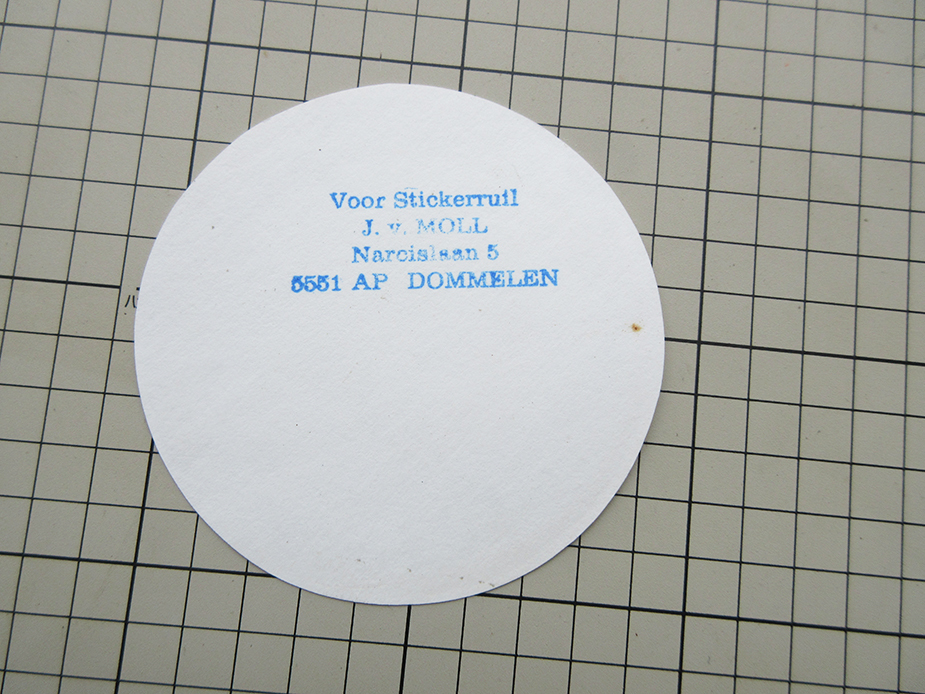 Voor Stickerruil
J. v. MOLL
Narcislaan 5
5551 AP DOMMELEN